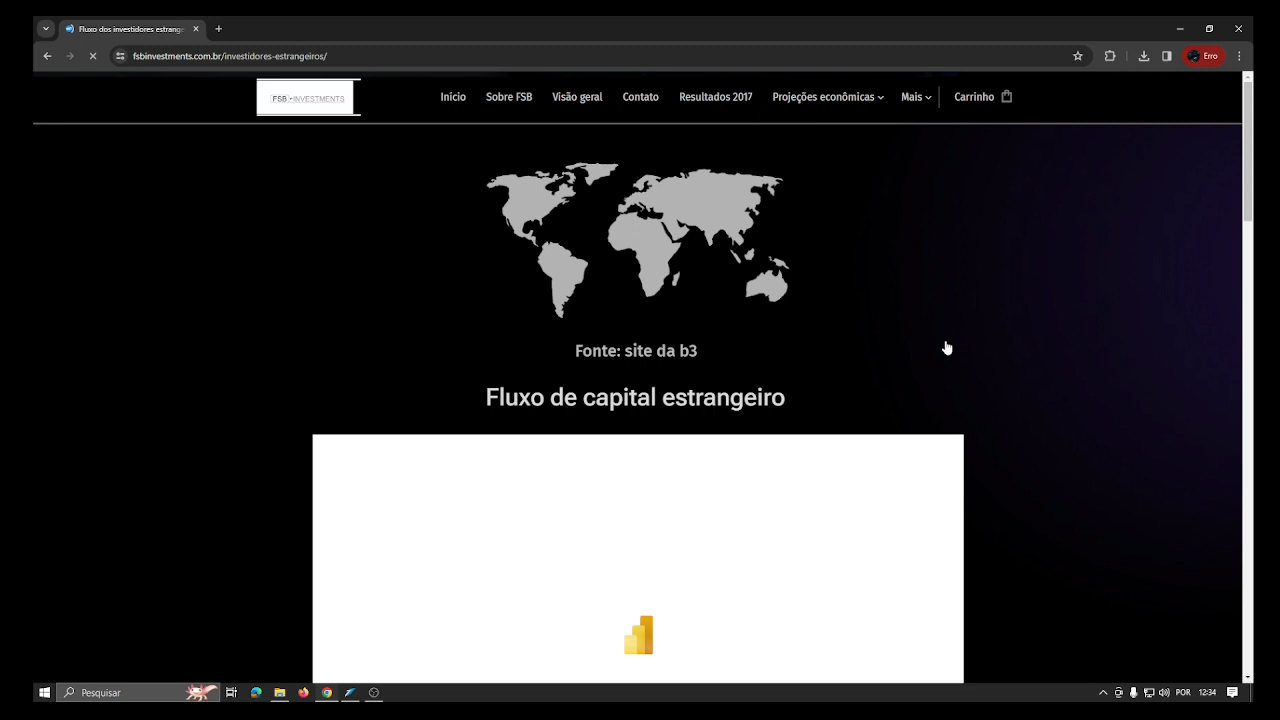 Fluxo dos investidores estrange
fsbinvestments.com.br/investidores-estrangeiros/
Erro
FSB INVESTMENTS
Início
Sobre FSB
Visão geral
Contato
Resultados 2017
Projeções econômicas
Mais
Carrinho
Fonte: site da b3
Fluxo de capital estrangeiro
Pesquisar
POR
12:34